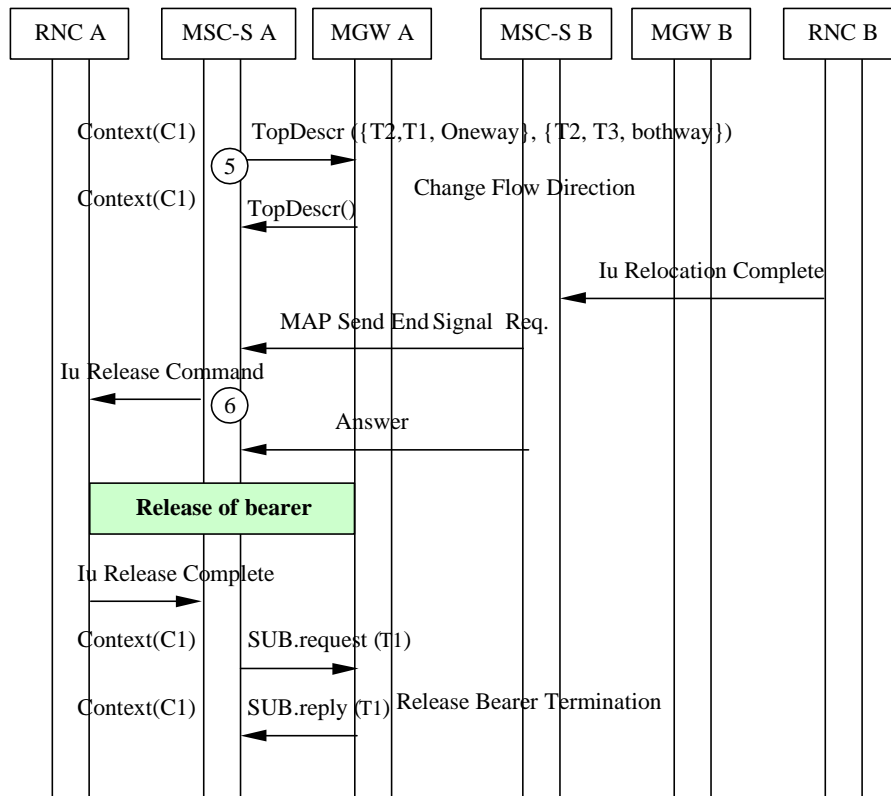 RNC A MSC-S A MGW A MSC-S B MGW B RNC B
Context(C1) TopDescr ({T2,T1, Oneway}, {T2, T3, bothway})
5
Context(C1) Change Flow Direction
TopDescr()
Iu Relocation Complete
MAP Send End Signal Req.
Iu Release Command
6
Answer
Release of bearer
Iu Release Complete
Context(C1) SUB.request (T1)
Context(C1) SUB.reply (T1) Release Bearer Termination